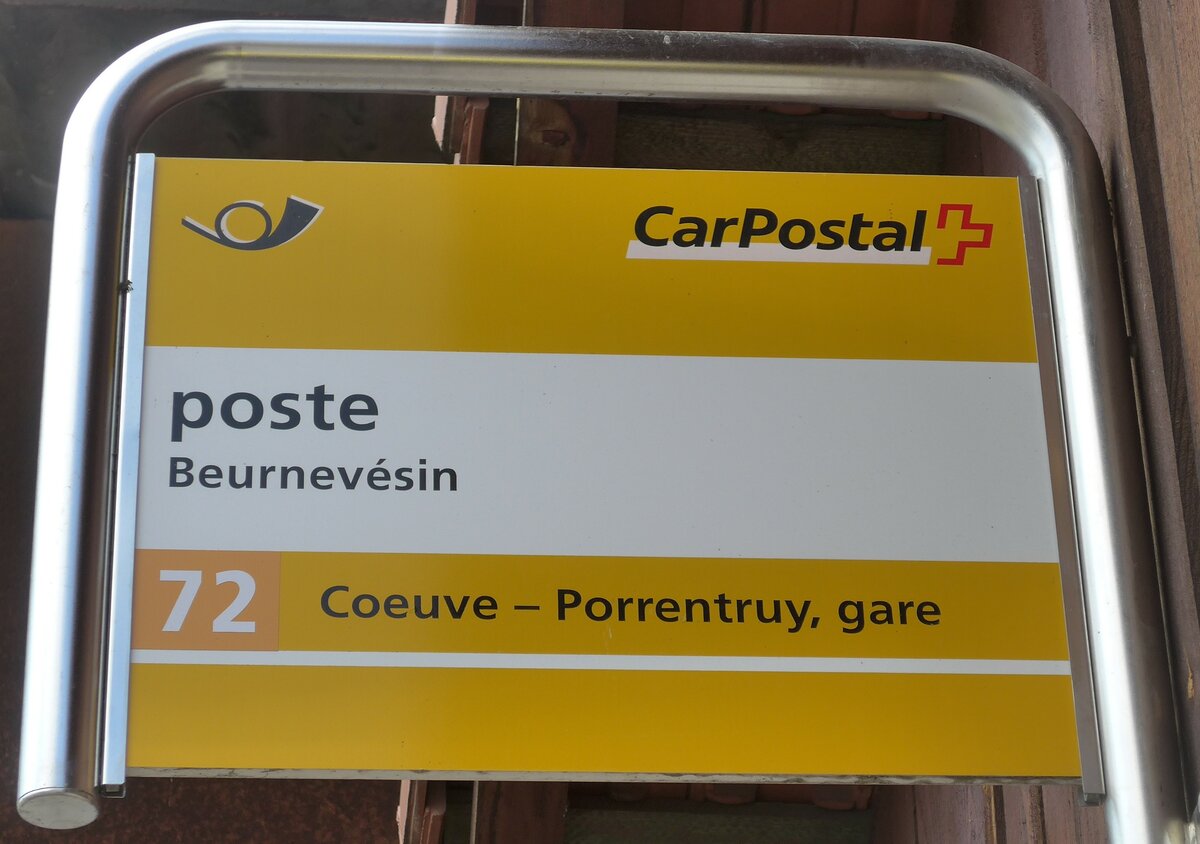 CarPostal
poste
Beurnevésin
72 Coeuve – Porrentruy, gare